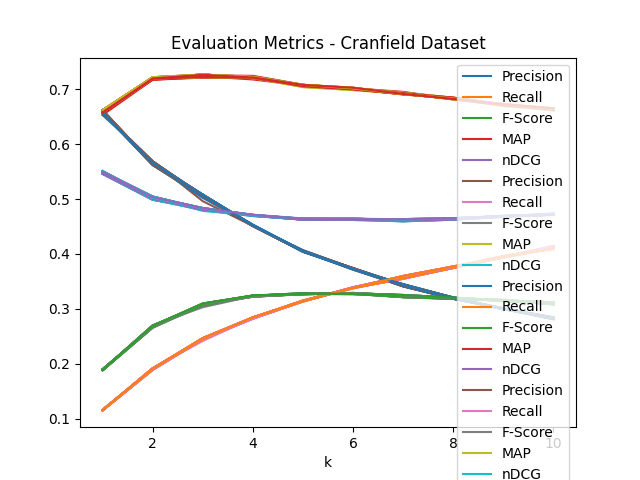 Evaluation Metrics - Cranfield Dataset
0.7
0.6
0.5
0.4
0.3
0.2
0.1
2
4
6
8
10
k
Precision
Recall
F-Score
MAP
nDCG
Precision
Recall
F-Score
MAP
nDCG
Precision
Recall
F-Score
MAP
nDCG
Precision
Recall
F-Score
MAP
nDCG